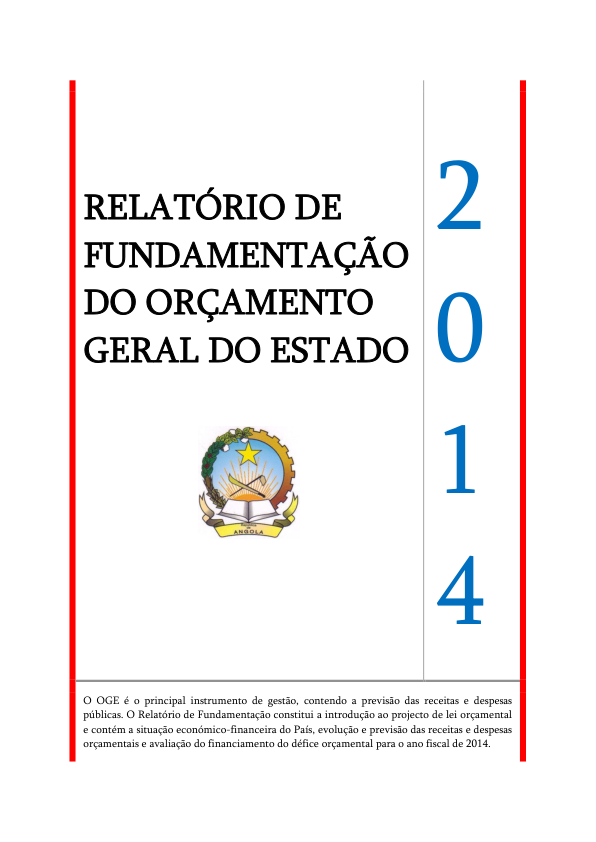 RELATÓRIO DE
FUNDAMENTAÇÃO
DO ORÇAMENTO
GERAL DO ESTADO
2
0
1
4
ANGOLA
O OGE é o principal instrumento de gestão, contendo a previsão das receitas e despesas
públicas. O Relatório de Fundamentação constitui a introdução ao projecto de lei orçamental
e contém a situação económico-financeira do País, evolução e previsão das receitas e despesas
orçamentais e avaliação do financiamento do défice orçamental para o ano fiscal de 2014.